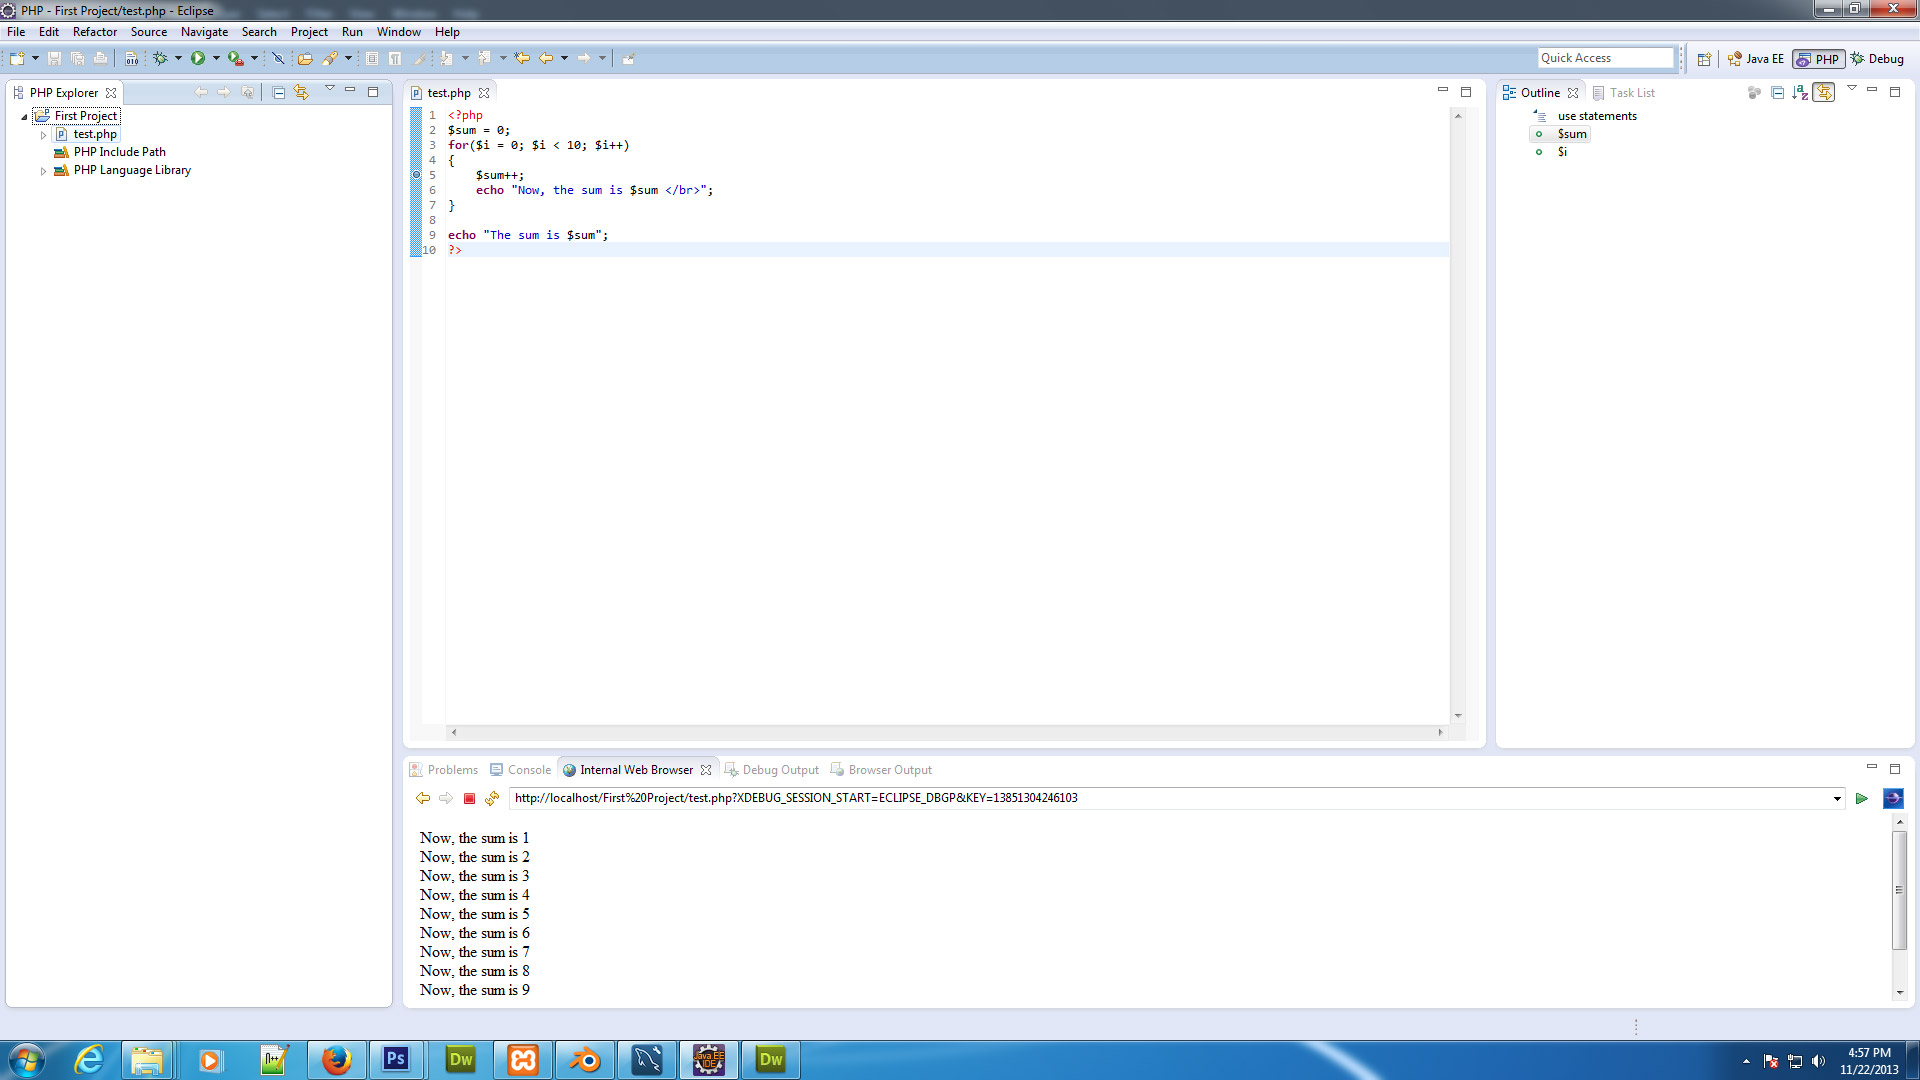 PHP - First Project/test.php - Eclipse
File Edit Refactor Source Navigate Search Project Run Window Help
Quick Access
Java EE PHP Debug
PHP Explorer
First Project
test.php
PHP Include Path
PHP Language Library
test.php
1 <?php
2 $sum = 0;
3 for($i = 0; $i < 10; $i++)
4 {
5 $sum++;
6 echo "Now, the sum is $sum </br>";
7 }
8
9 echo "The sum is $sum";
10 ?>
Outline Task List
use statements
$sum
$i
Problems Console Internal Web Browser Debug Output Browser Output
http://localhost/First%20Project/test.php?XDEBUG_SESSION_START=ECLIPSE_DBGP&KEY=13851304246103
Now, the sum is 1
Now, the sum is 2
Now, the sum is 3
Now, the sum is 4
Now, the sum is 5
Now, the sum is 6
Now, the sum is 7
Now, the sum is 8
Now, the sum is 9
Ps Dw Java EE IDE Dw
4:57 PM
11/22/2013